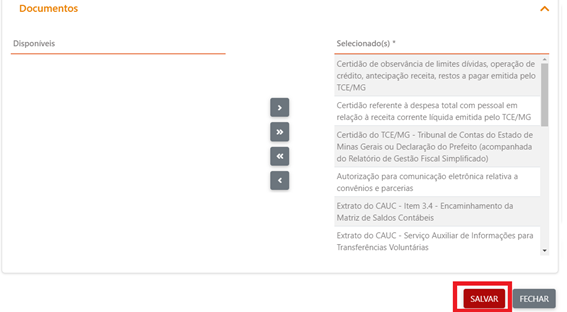 Documentos
Disponíveis
Selecionado(s) *
Certidão de observância de limites dívidas, operação de
crédito, antecipação receita, restos a pagar emitida pelo
TCE/MG
Certidão referente à despesa total com pessoal em
relação à receita corrente líquida emitida pelo TCE/MG
Certidão do TCE/MG - Tribunal de Contas do Estado de
Minas Gerais ou Declaração do Prefeito (acompanhada
do Relatório de Gestão Fiscal Simplificado)
Autorização para comunicação eletrônica relativa a
convênios e parcerias
Extrato do CAUC - Item 3.4 - Encaminhamento da
Matriz de Saldos Contábeis
Extrato do CAUC - Serviço Auxiliar de Informações para
Transferências Voluntárias
SALVAR
FECHAR